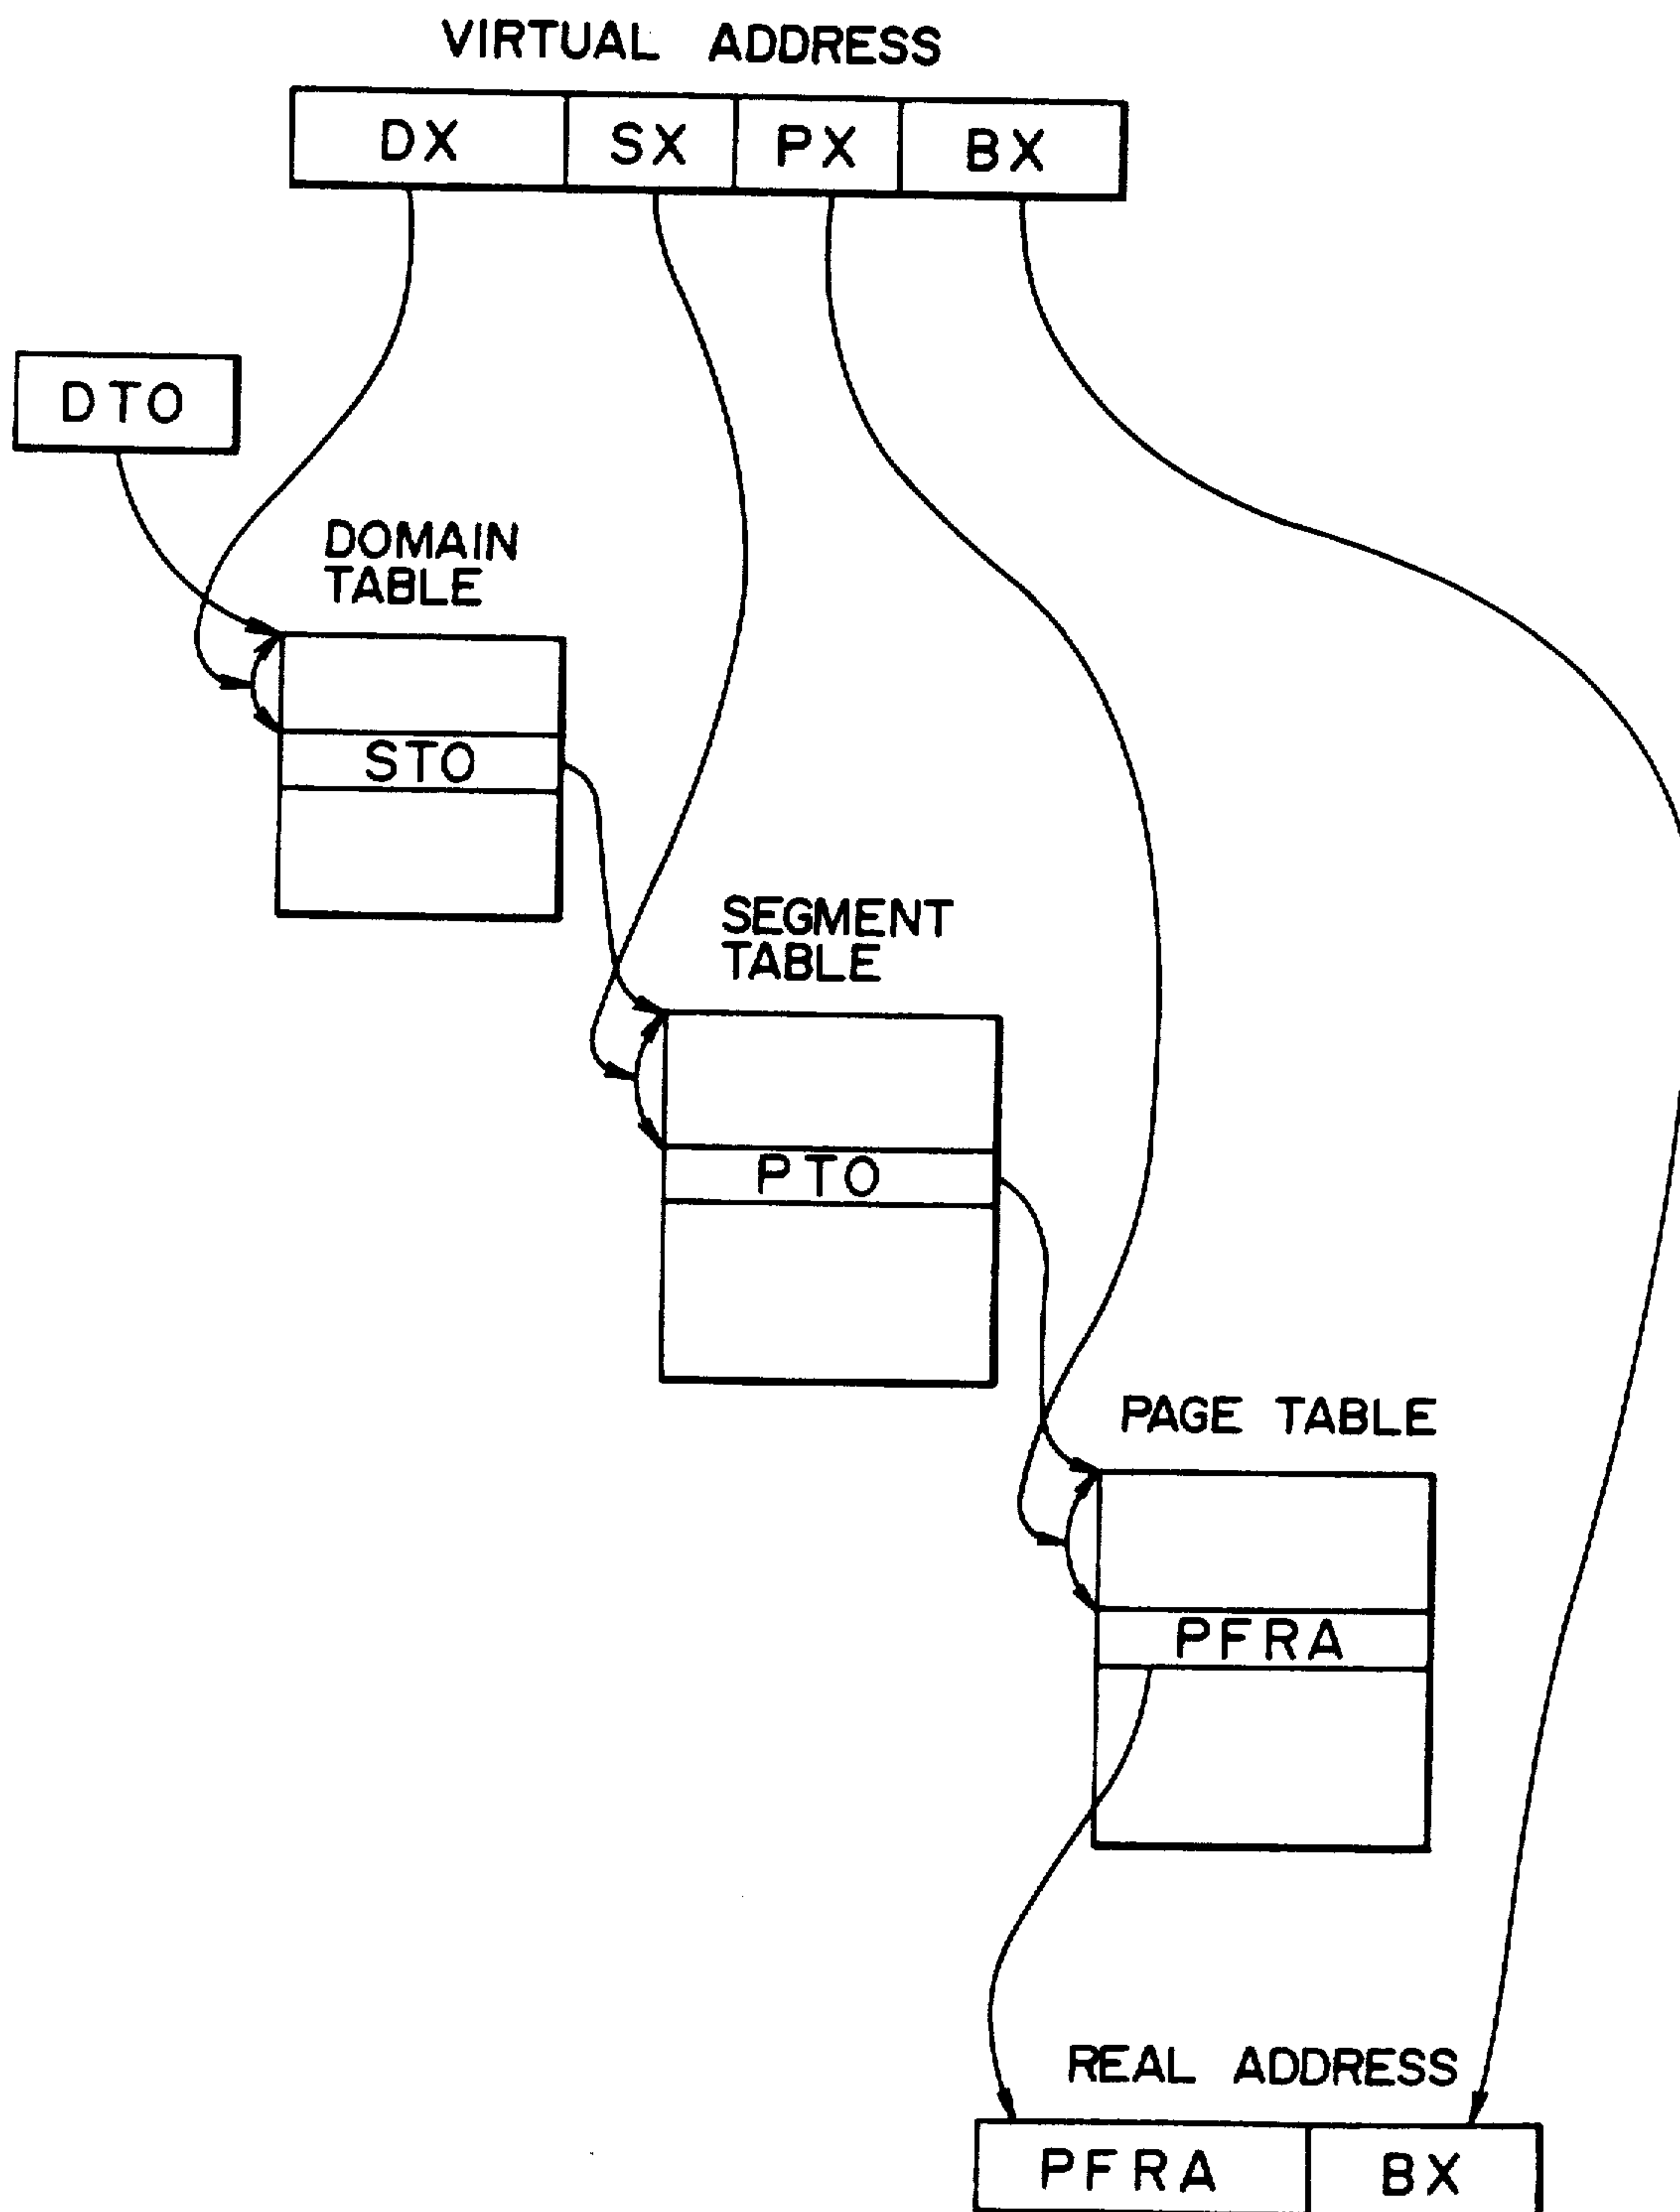 VIRTUAL ADDRESS
DX SX PX BX
DTO
DOMAIN
TABLE
STO
SEGMENT
TABLE
PTO
PAGE TABLE
PFRA
REAL ADDRESS
PFRA BX